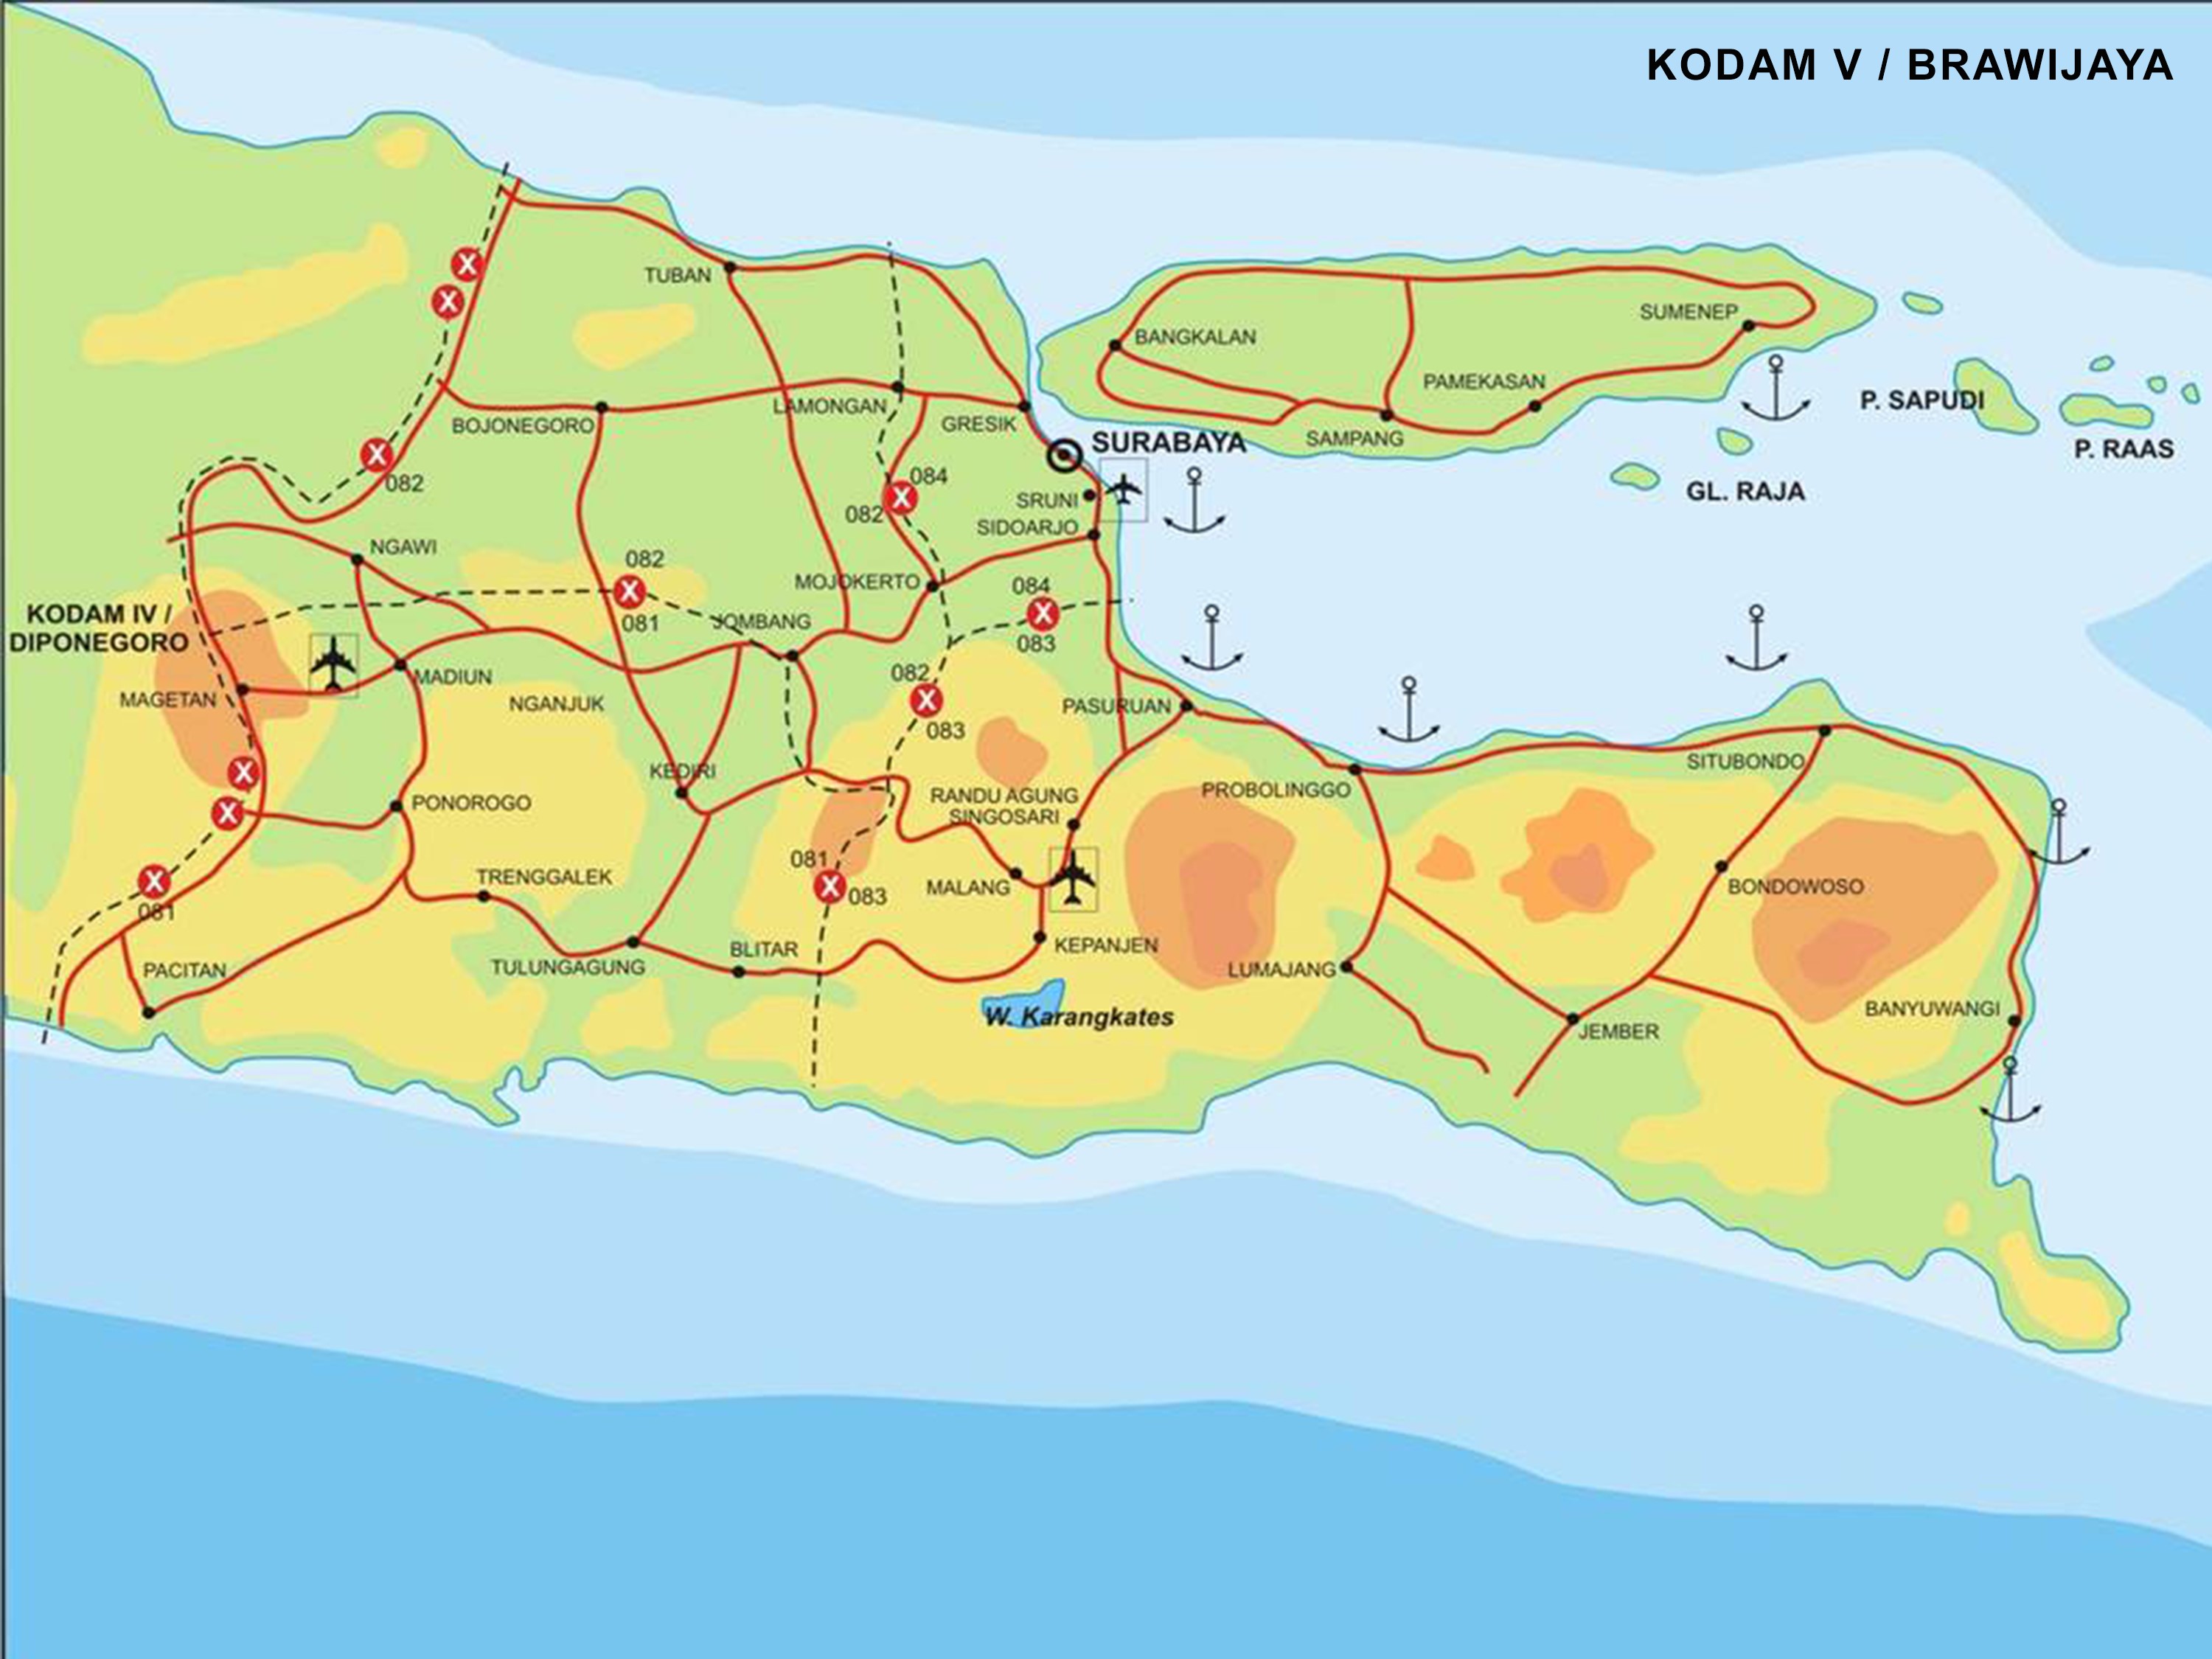 KODAM V / BRAWIJAYA
X
X
TUBAN
SUMENEP
BANGKALAN
PAMEKASAN
P. SAPUDI
LAMONGAN
BOJONEGORO
GRESIK
SAMPANG
SURABAYA
P. RAAS
X
082
084
X
082
SRUNI
GL. RAJA
SIDOARJO
NGAWI
082
X
081
MOJOKERTO
084
X
083
KODAM IV /
DIPONEGORO
JOMBANG
MADIUN
082
X
083
MAGETAN
NGANJUK
PASURUAN
X
KEDIRI
SITUBONDO
PROBOLINGGO
X
PONOROGO
RANDU AGUNG
SINGOSARI
081
X
083
X
081
TRENGGALEK
MALANG
BONDOWOSO
BLITAR
KEPANJEN
PACITAN
TULUNGAGUNG
LUMAJANG
W. Karangkates
BANYUWANGI
JEMBER